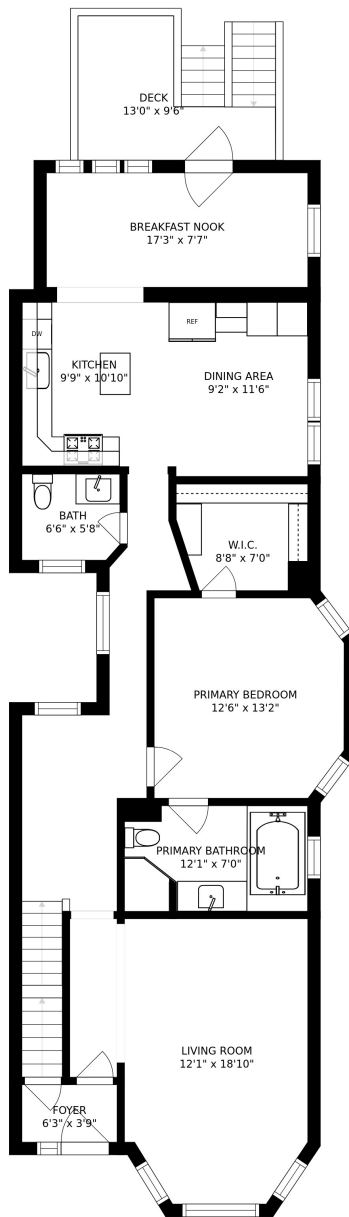 DECK
13'0" x 9'6"
BREAKFAST NOOK
17'3" x 7'7"
REF
DW
KITCHEN
9'9" x 10'10"
DINING AREA
9'2" x 11'6"
BATH
6'6" x 5'8"
W.I.C.
8'8" x 7'0"
PRIMARY BEDROOM
12'6" x 13'2"
PRIMARY BATHROOM
12'1" x 7'0"
LIVING ROOM
12'1" x 18'10"
FOYER
6'3" x 3'9"